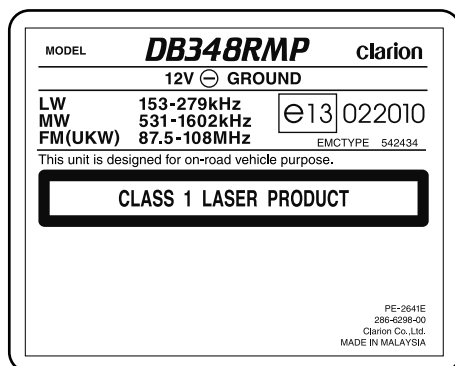 MODEL DB348RMP clarion
12V ⊖ GROUND
LW 153-279kHz
MW 531-1602kHz
FM(UKW) 87.5-108MHz
e13 022010
EMCTYPE 542434
This unit is designed for on-road vehicle purpose.
CLASS 1 LASER PRODUCT
PE-2641E
286-6298-00
Clarion Co.,Ltd.
MADE IN MALAYSIA